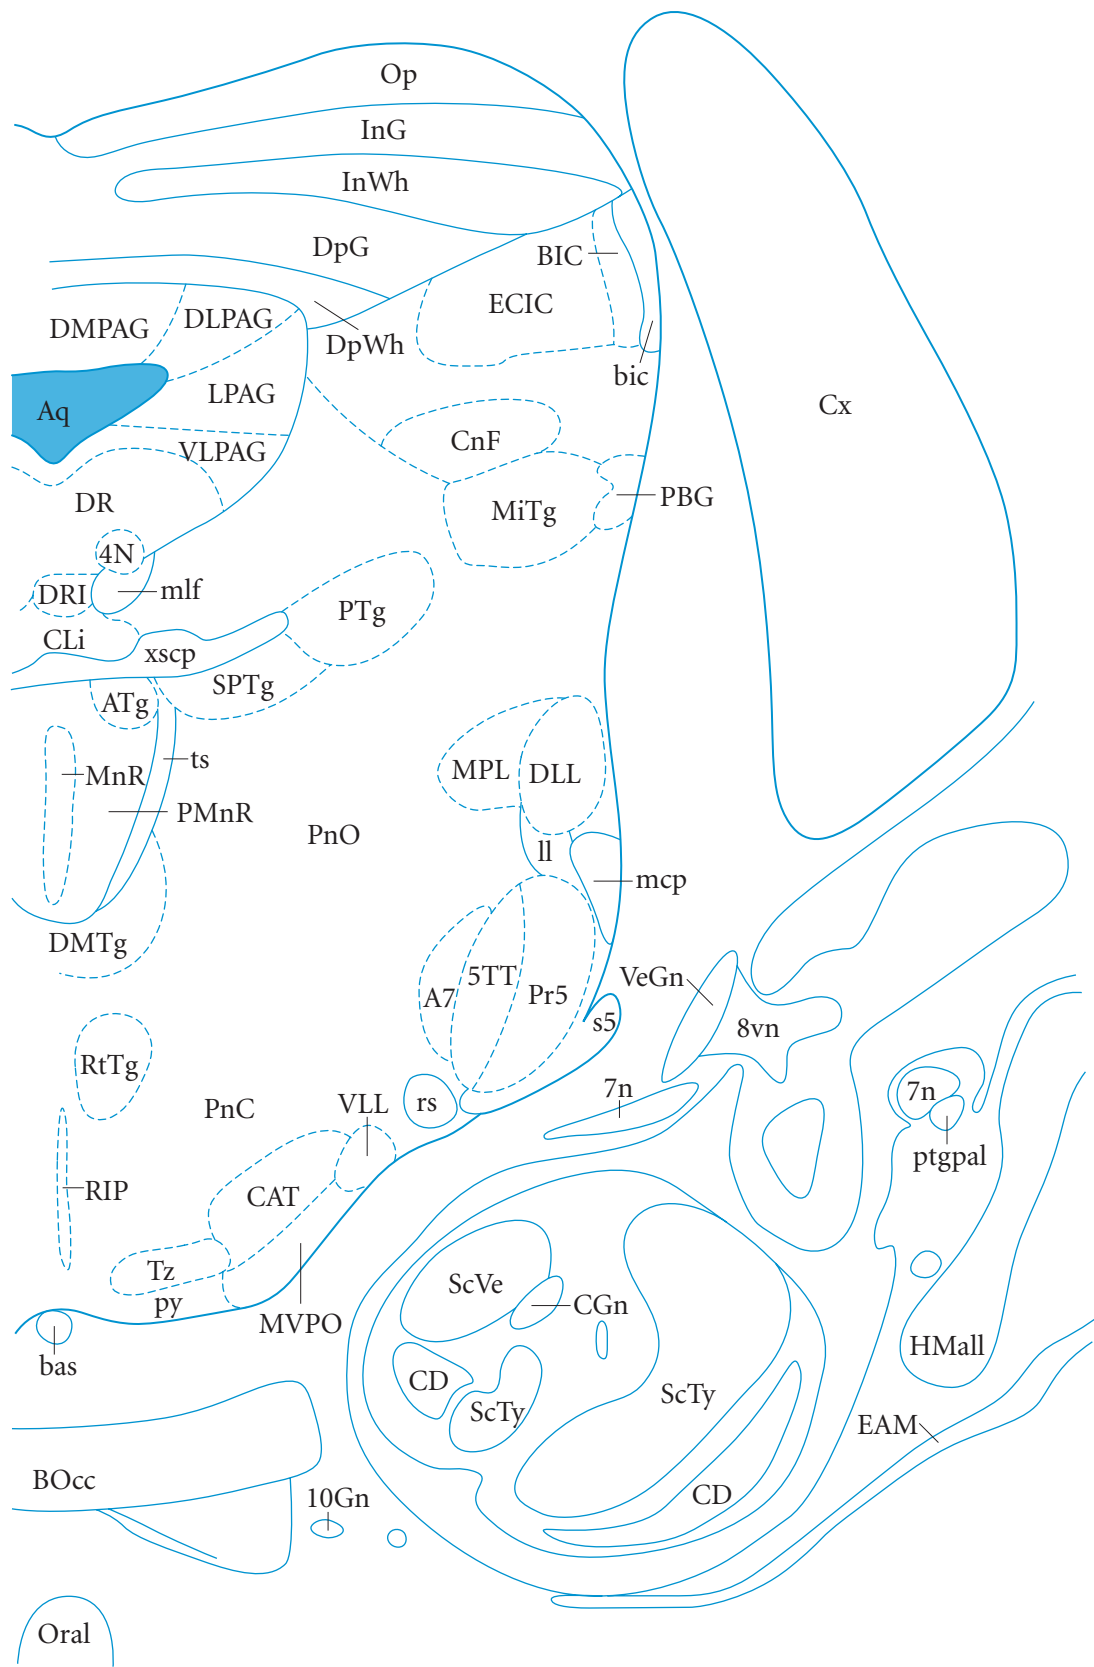 Op
InG
InWh
DpG
BIC
ECIC
DMPAG
DLPAG
DpWh
bic
LPAG
Aq
Cx
CnF
VLPAG
DR
MiTg
PBG
4N
DRI
mlf
PTg
CLi
xscp
SPTg
ATg
ts
MnR
MPL
DLL
PMnR
PnO
ll
mcp
DMTg
5TT
VeGn
A7
Pr5
s5
8vn
RtTg
7n
7n
PnC
VLL
rs
ptgpal
RIP
CAT
Tz
ScVe
py
CGn
MVPO
HMall
bas
CD
ScTy
ScTy
EAM
BOcc
CD
10Gn
Oral